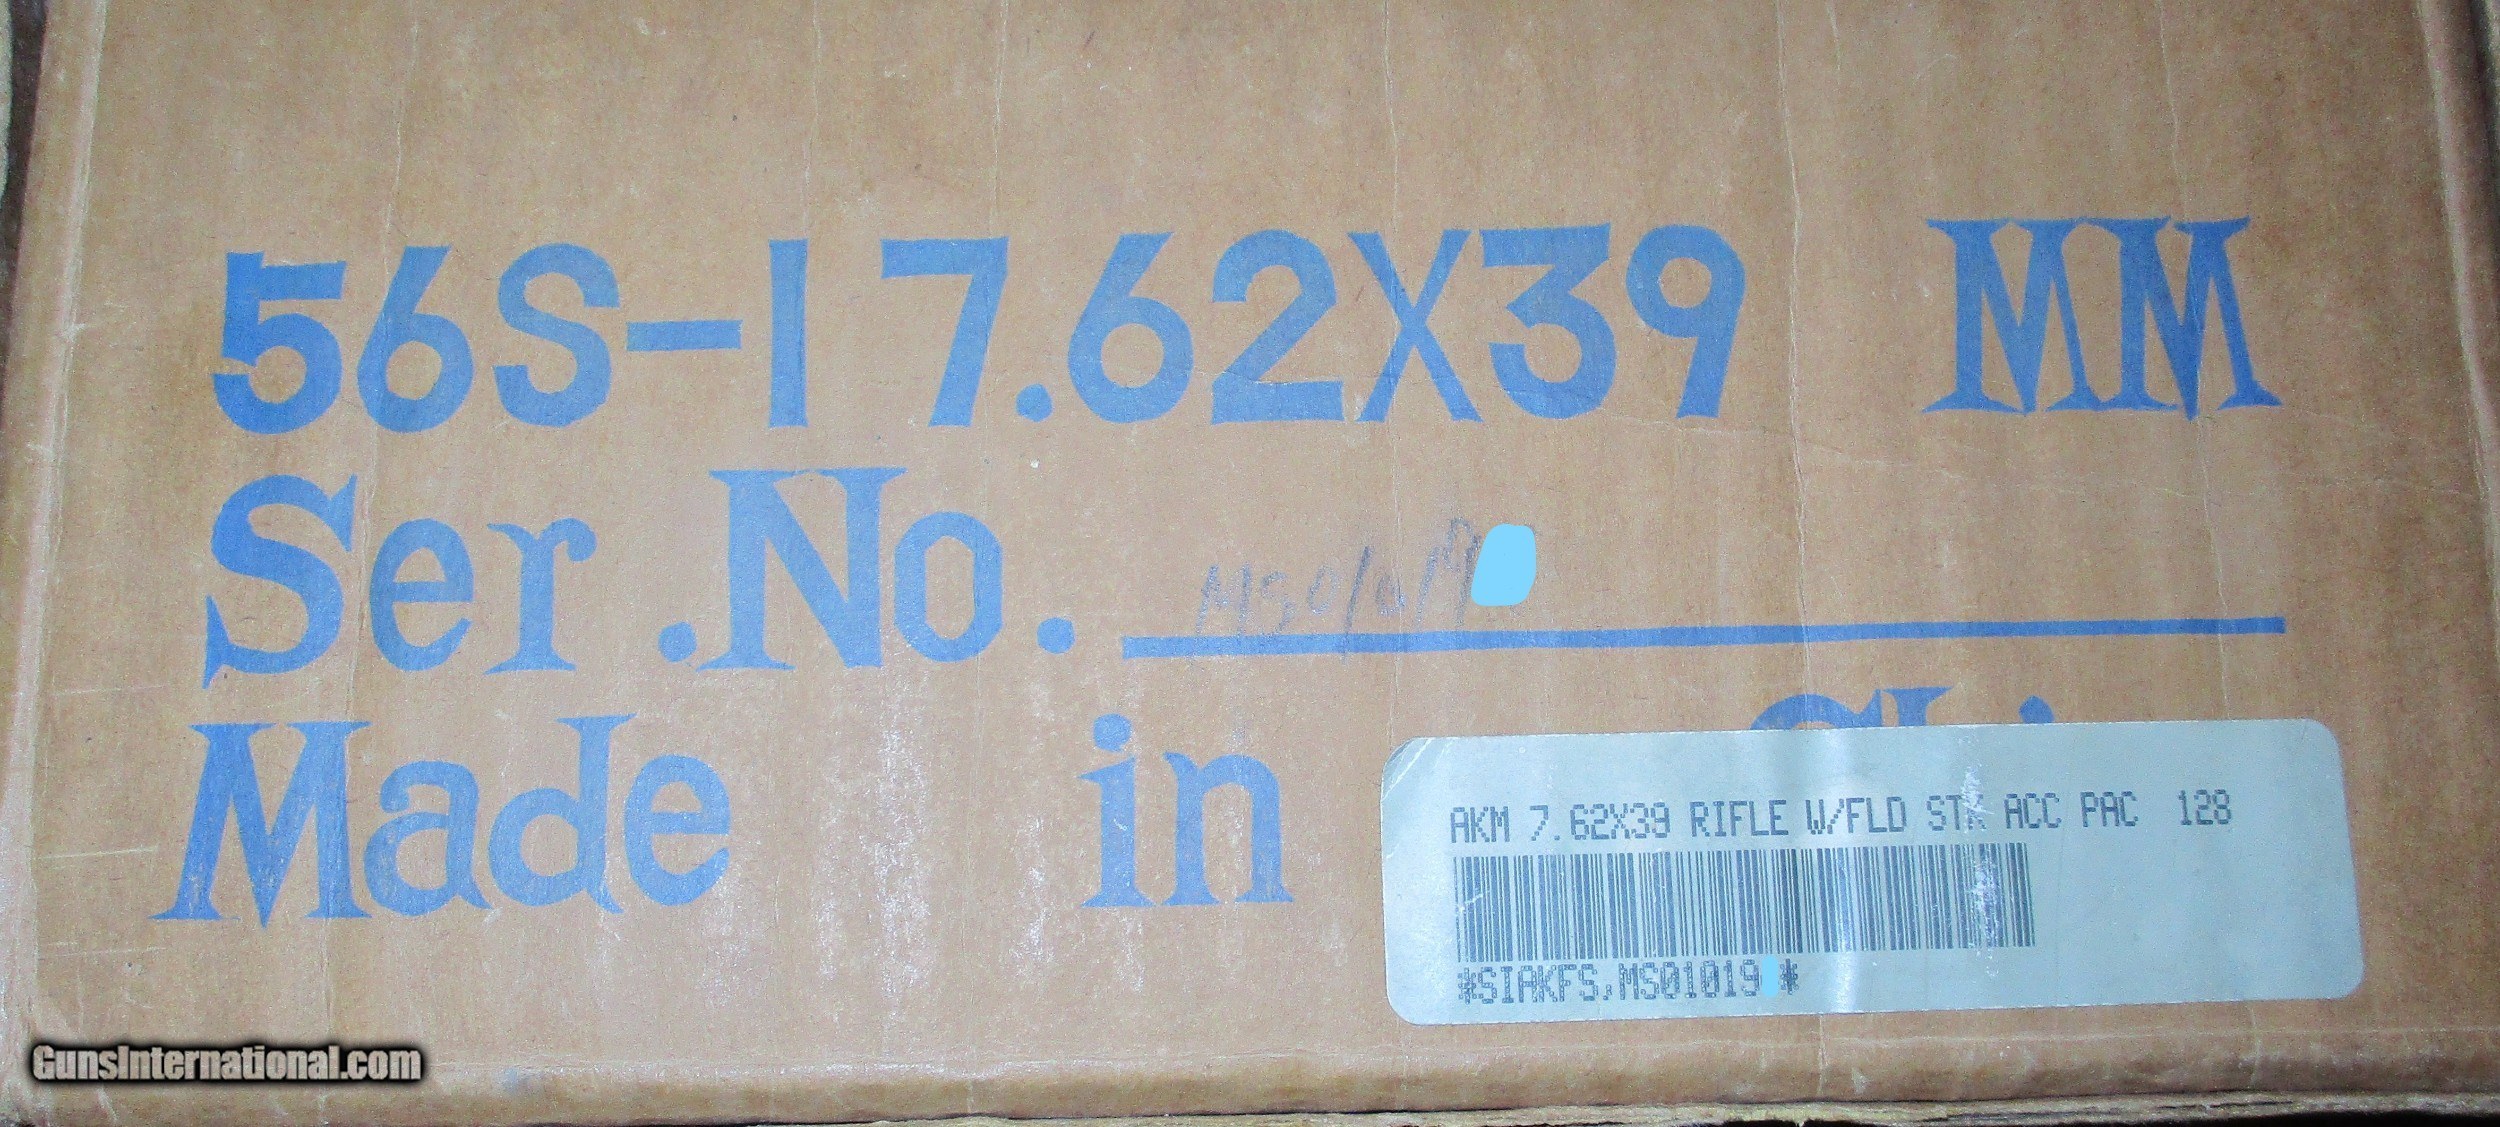 56S-1 7.62X39 MM
Ser.No. MS01019
Made in
AKM 7.62X39 RIFLE W/FLD STK ACC PAC 128
*SIAKFS,MS01019 *
GunsInternational.com